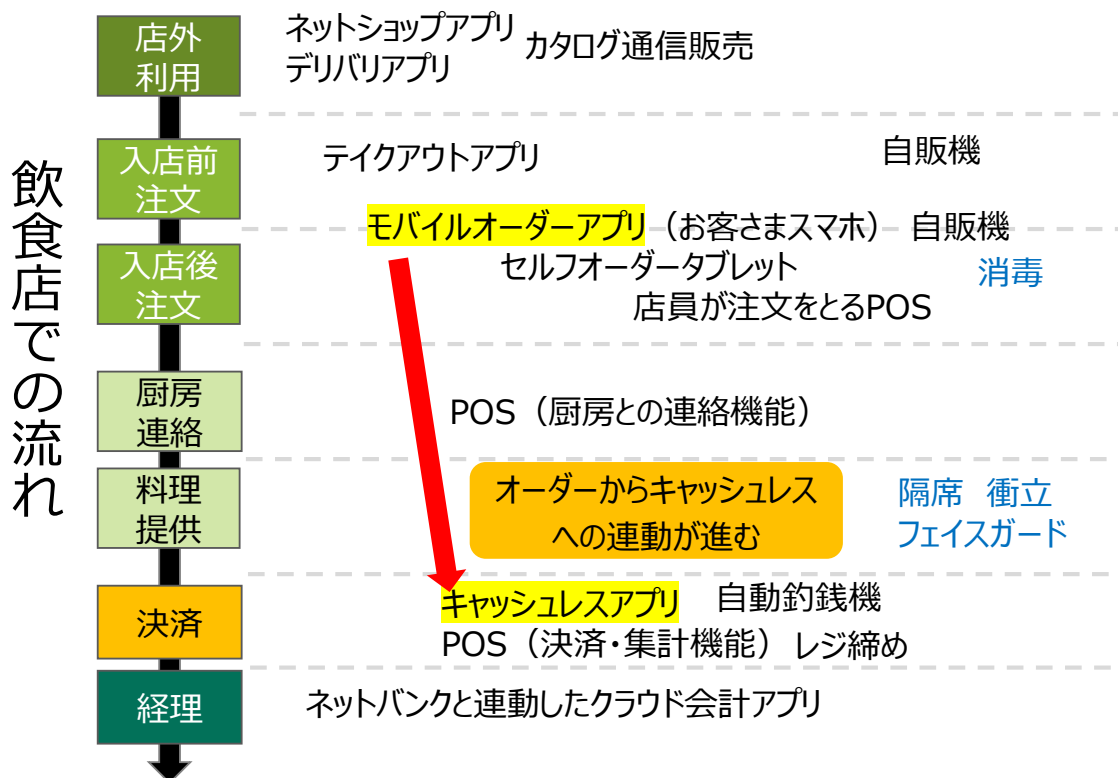 飲食店での流れ
店外
利用
ネットショップアプリ
デリバリアプリ
カタログ通信販売
入店前
注文
テイクアウトアプリ
自販機
モバイルオーダーアプリ（お客さまスマホ）
自販機
入店後
注文
セルフオーダータブレット
消毒
店員が注文をとるPOS
厨房
連絡
POS（厨房との連絡機能）
料理
提供
オーダーからキャッシュレス
への連動が進む
隔席　衝立
フェイスガード
決済
キャッシュレスアプリ
自動釣銭機
POS（決済・集計機能）
レジ締め
経理
ネットバンクと連動したクラウド会計アプリ